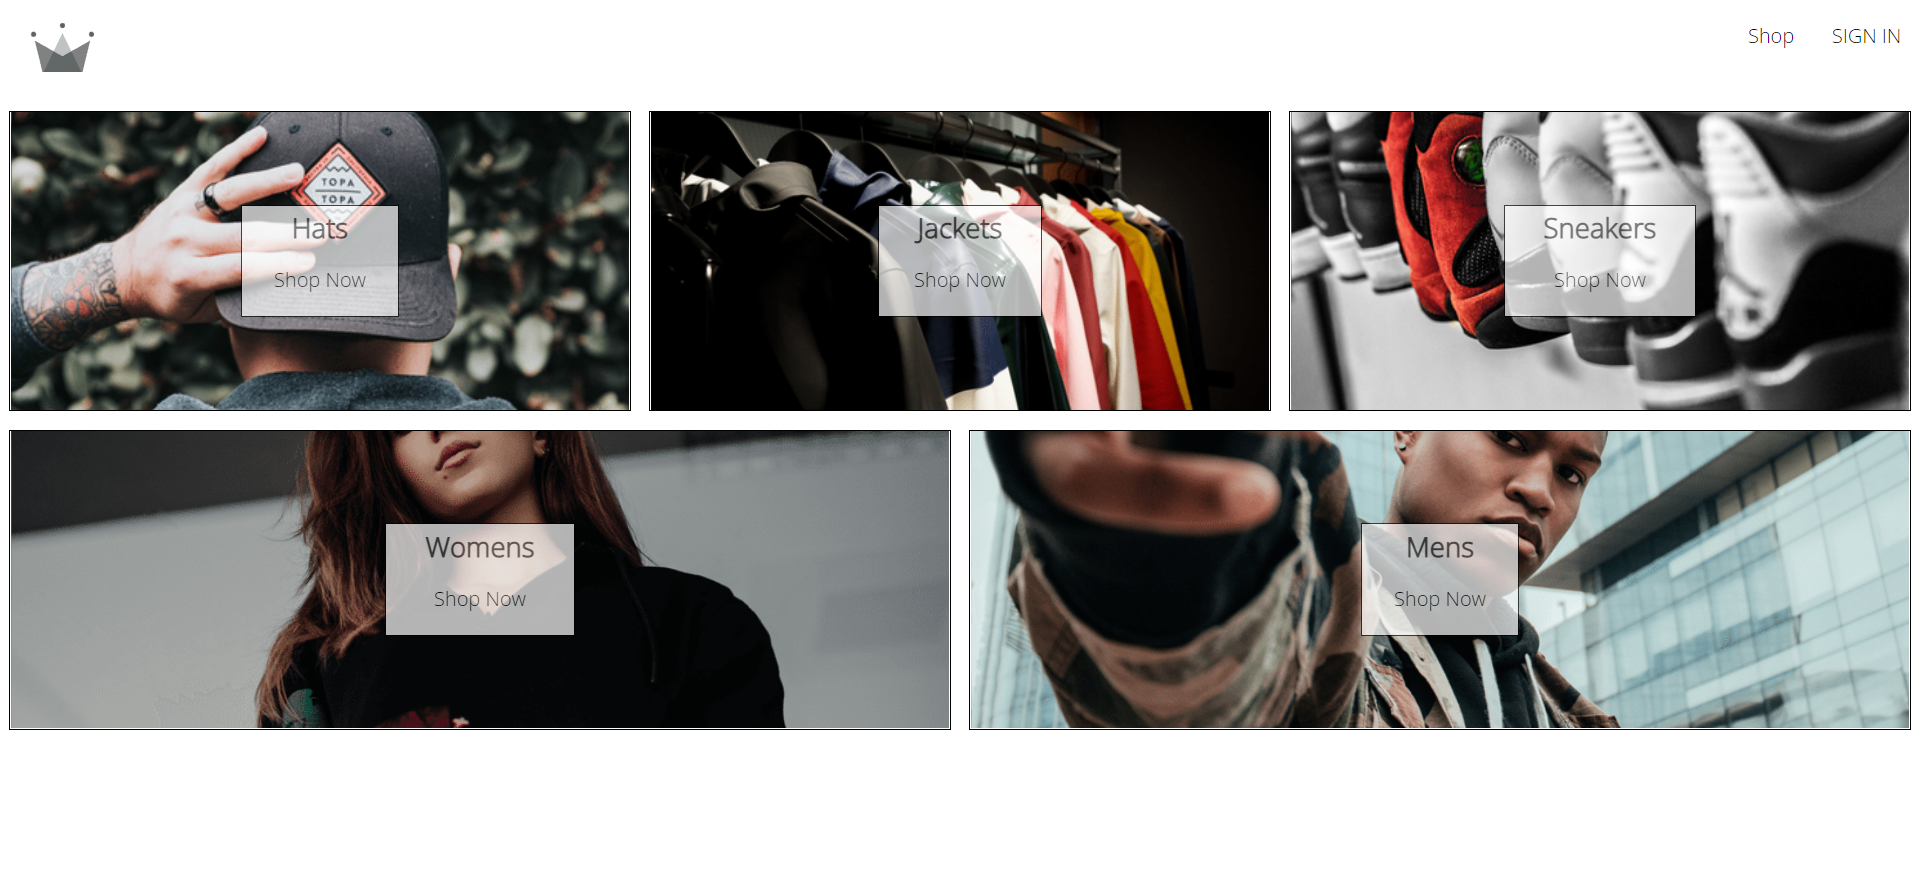 Shop SIGN IN
TOPA
TOPA
Hats
Shop Now
Jackets
Shop Now
Sneakers
Shop Now
Womens
Shop Now
Mens
Shop Now